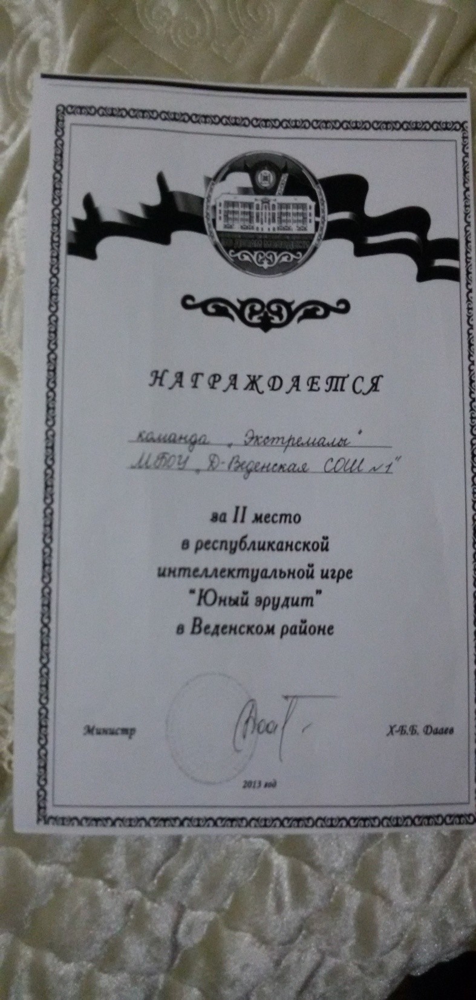 НАГРАЖДАЕТСЯ
команда „Экстремалы"
МБОУ „Д-Веденская СОШ №1"
за II место
в республиканской
интеллектуальной игре
"Юный эрудит"
в Веденском районе
Министр
Х-Б.Б. Дааев
2013 год